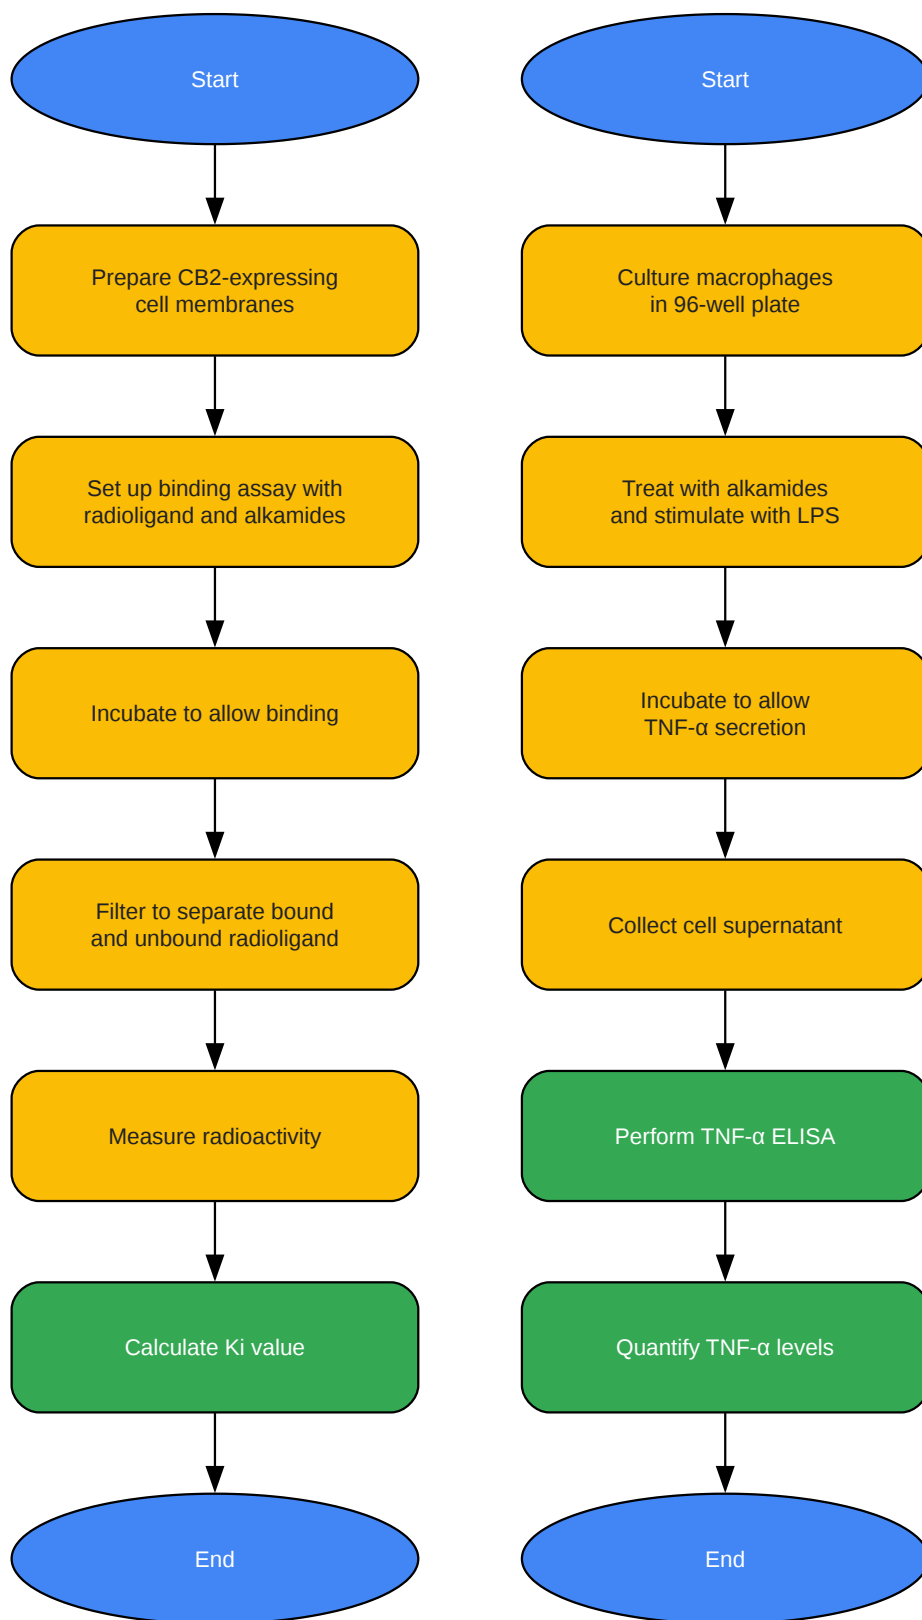 Start
Prepare CB2-expressing
cell membranes
Set up binding assay with
radioligand and alkamides
Incubate to allow binding
Filter to separate bound
and unbound radioligand
Measure radioactivity
Calculate Ki value
End
Start
Culture macrophages
in 96-well plate
Treat with alkamides
and stimulate with LPS
Incubate to allow
TNF-α secretion
Collect cell supernatant
Perform TNF-α ELISA
Quantify TNF-α levels
End